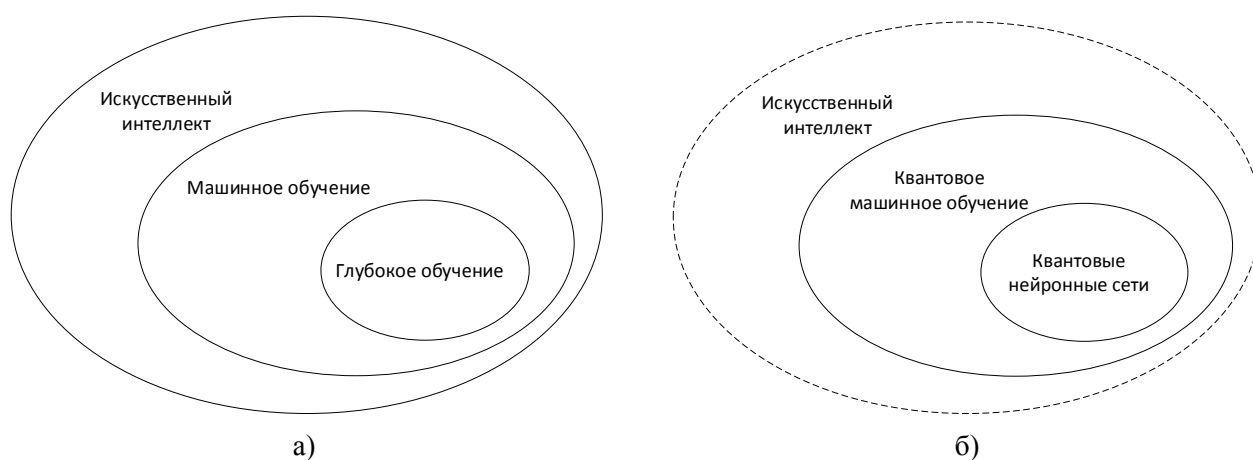 Искусственный
интеллект
Машинное обучение
Глубокое обучение
а)
Искусственный
интеллект
Квантовое
машинное обучение
Квантовые
нейронные сети
б)